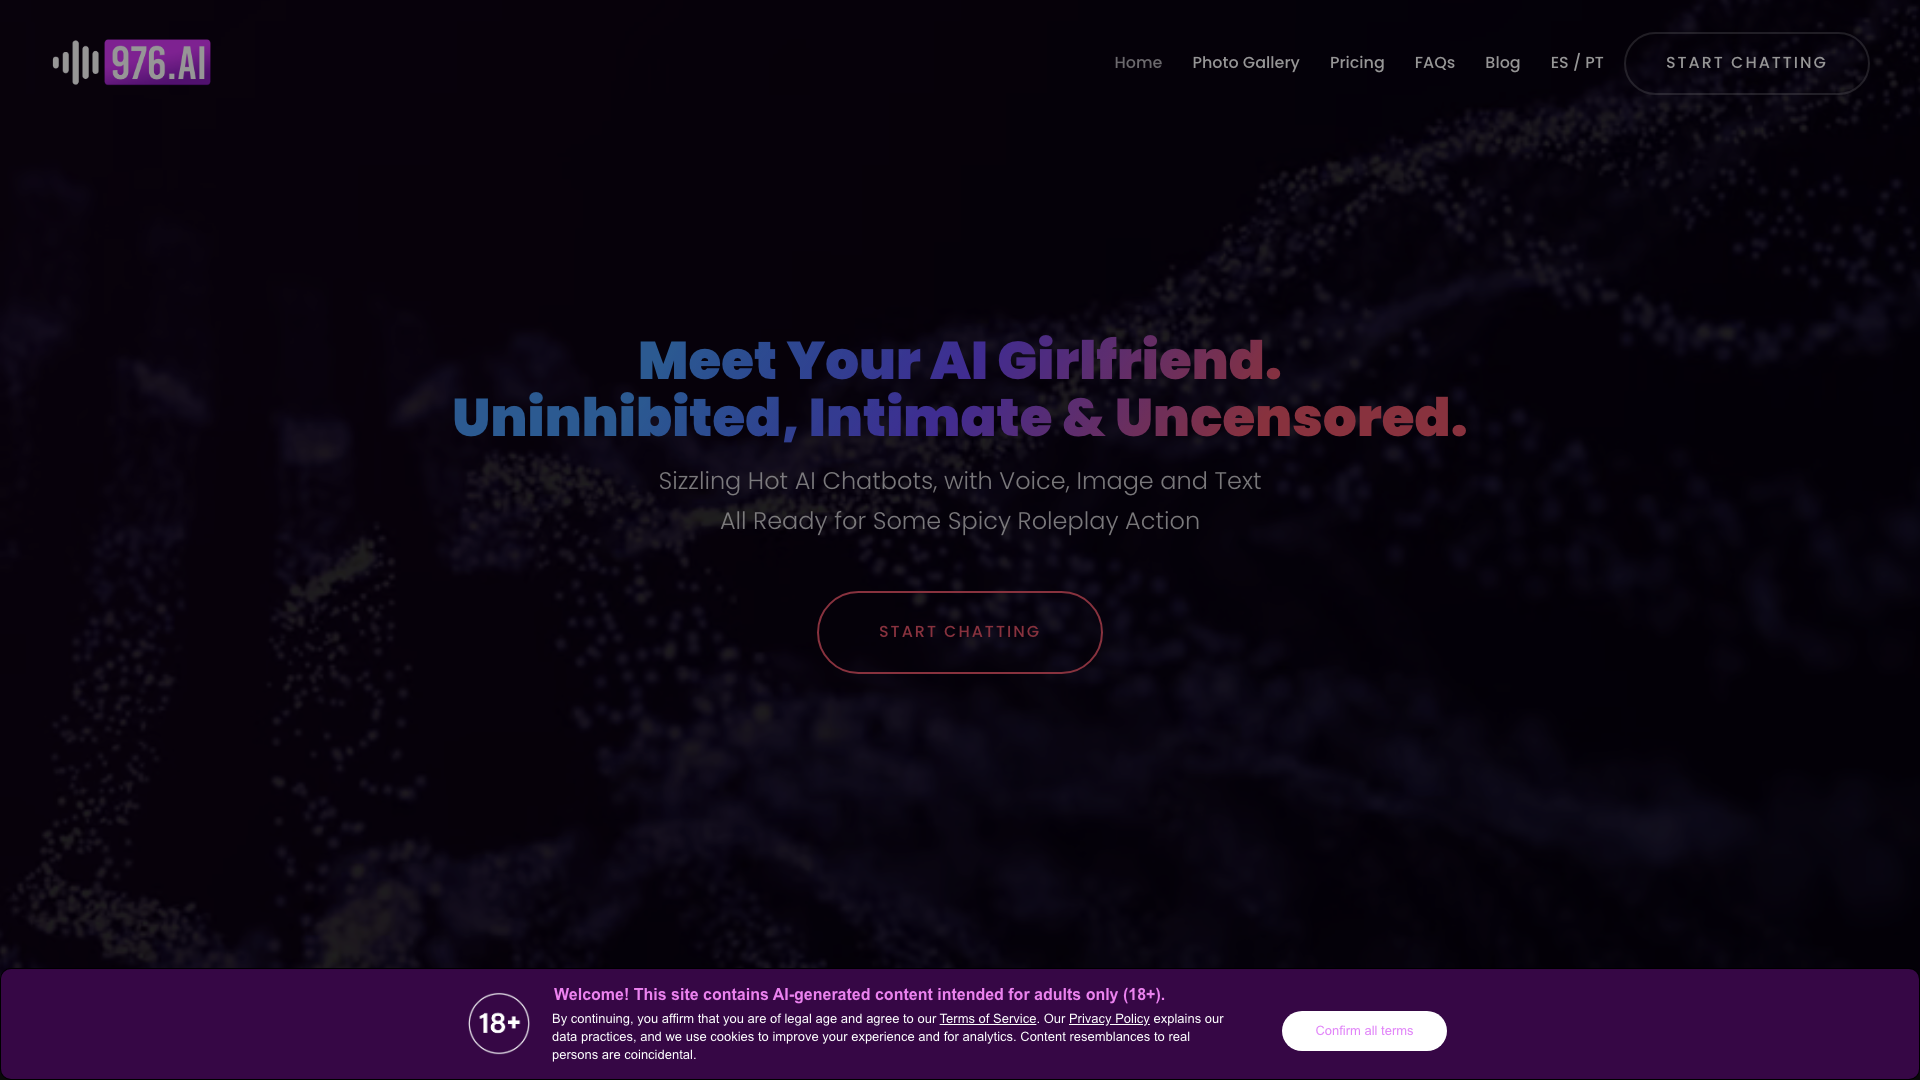 976.AI
Home Photo Gallery Pricing FAQs Blog ES / PT START CHATTING
Meet Your AI Girlfriend.
Uninhibited, Intimate & Uncensored.
Sizzling Hot AI Chatbots, with Voice, Image and Text
All Ready for Some Spicy Roleplay Action
START CHATTING
18+
Welcome! This site contains AI-generated content intended for adults only (18+).
By continuing, you affirm that you are of legal age and agree to our Terms of Service. Our Privacy Policy explains our
data practices, and we use cookies to improve your experience and for analytics. Content resemblances to real
persons are coincidental.
Confirm all terms